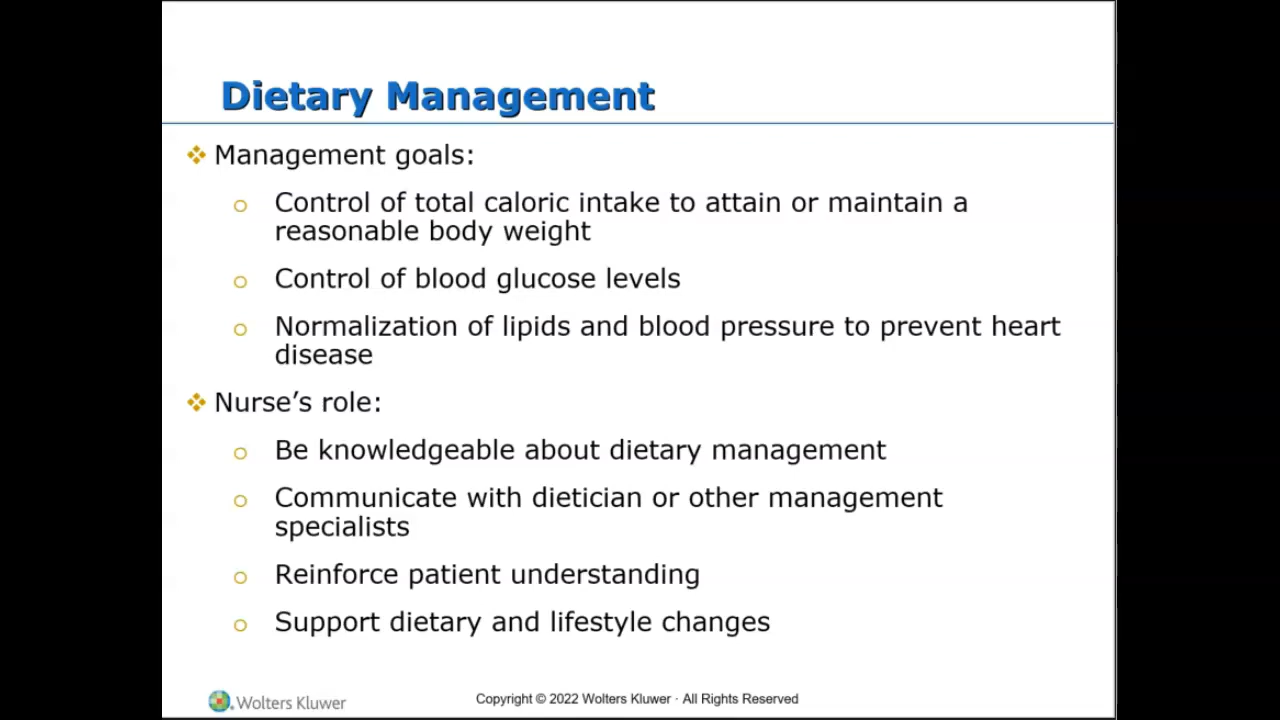 Dietary Management
❖ Management goals:
o Control of total caloric intake to attain or maintain a
reasonable body weight
o Control of blood glucose levels
o Normalization of lipids and blood pressure to prevent heart
disease
❖ Nurse’s role:
o Be knowledgeable about dietary management
o Communicate with dietician or other management
specialists
o Reinforce patient understanding
o Support dietary and lifestyle changes
Wolters Kluwer
Copyright © 2022 Wolters Kluwer · All Rights Reserved